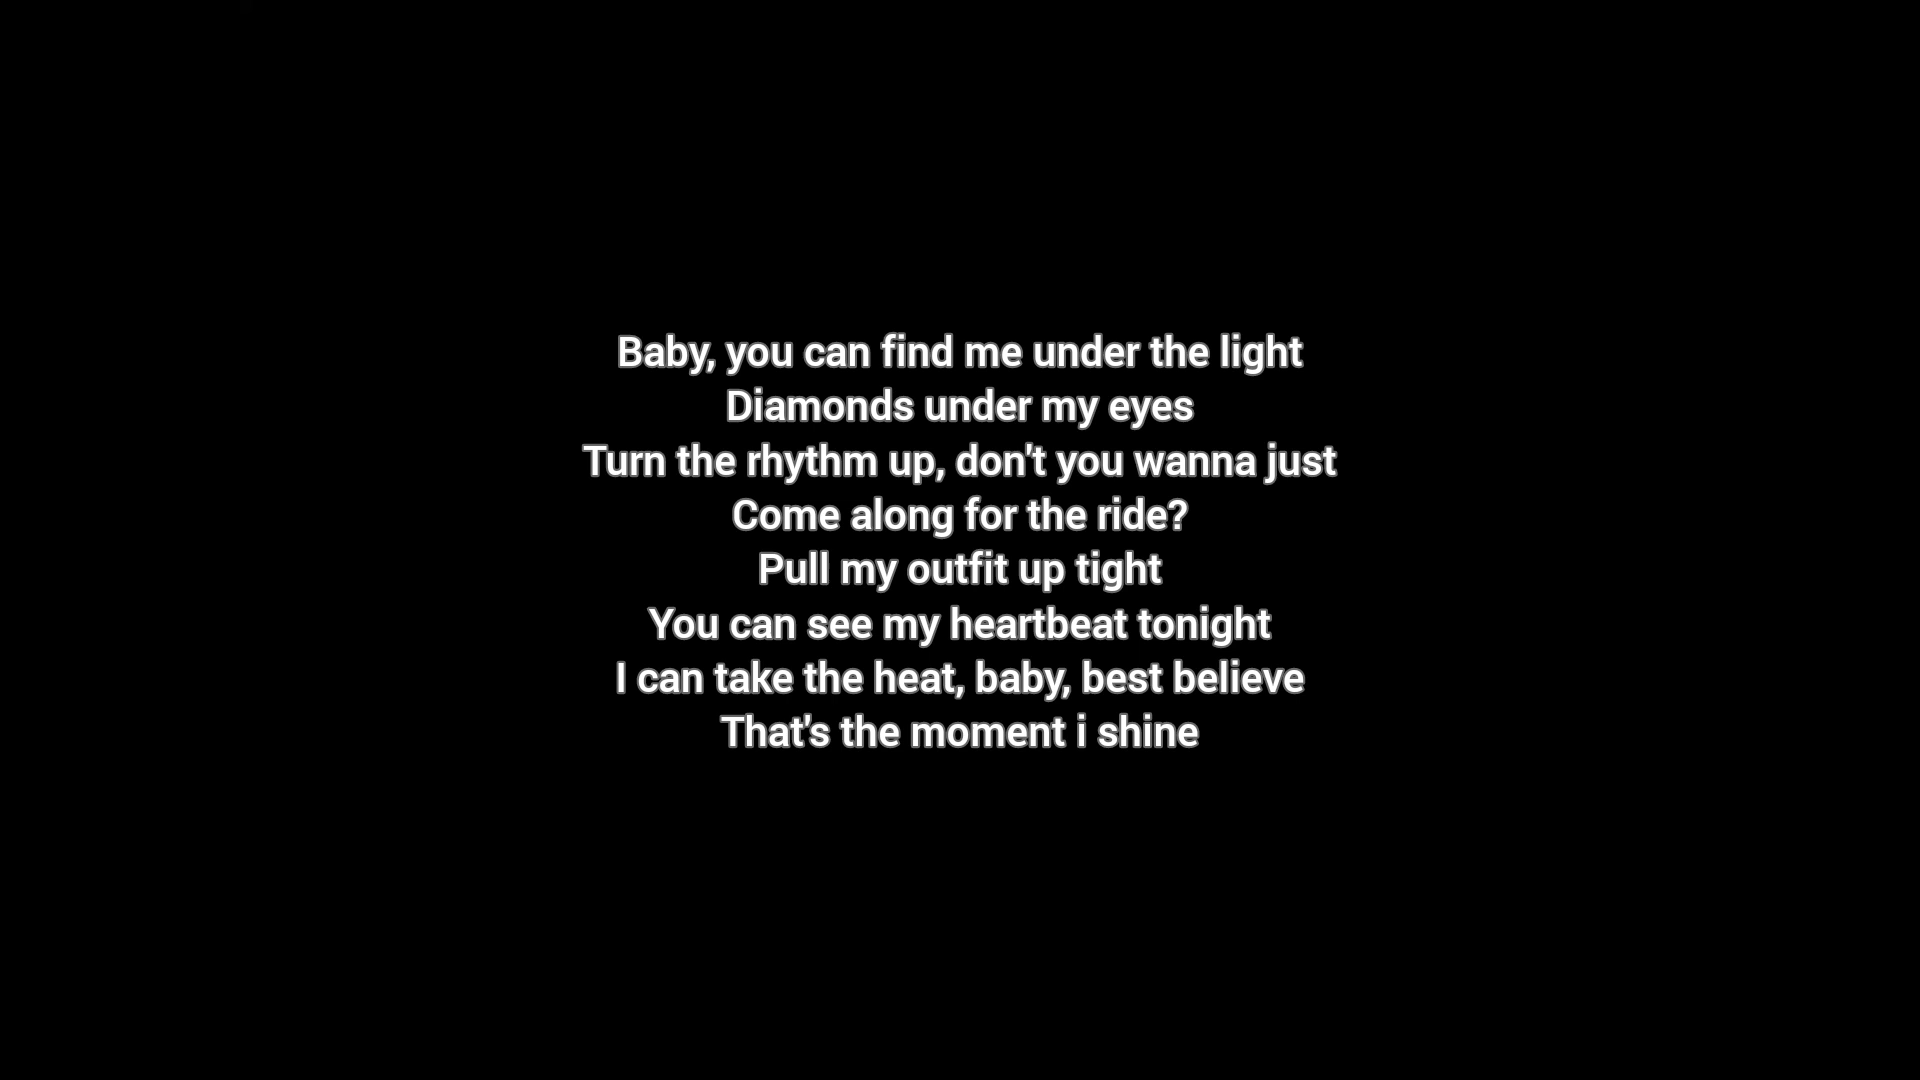 Baby, you can find me under the light
Diamonds under my eyes
Turn the rhythm up, don't you wanna just
Come along for the ride?
Pull my outfit up tight
You can see my heartbeat tonight
I can take the heat, baby, best believe
That's the moment i shine